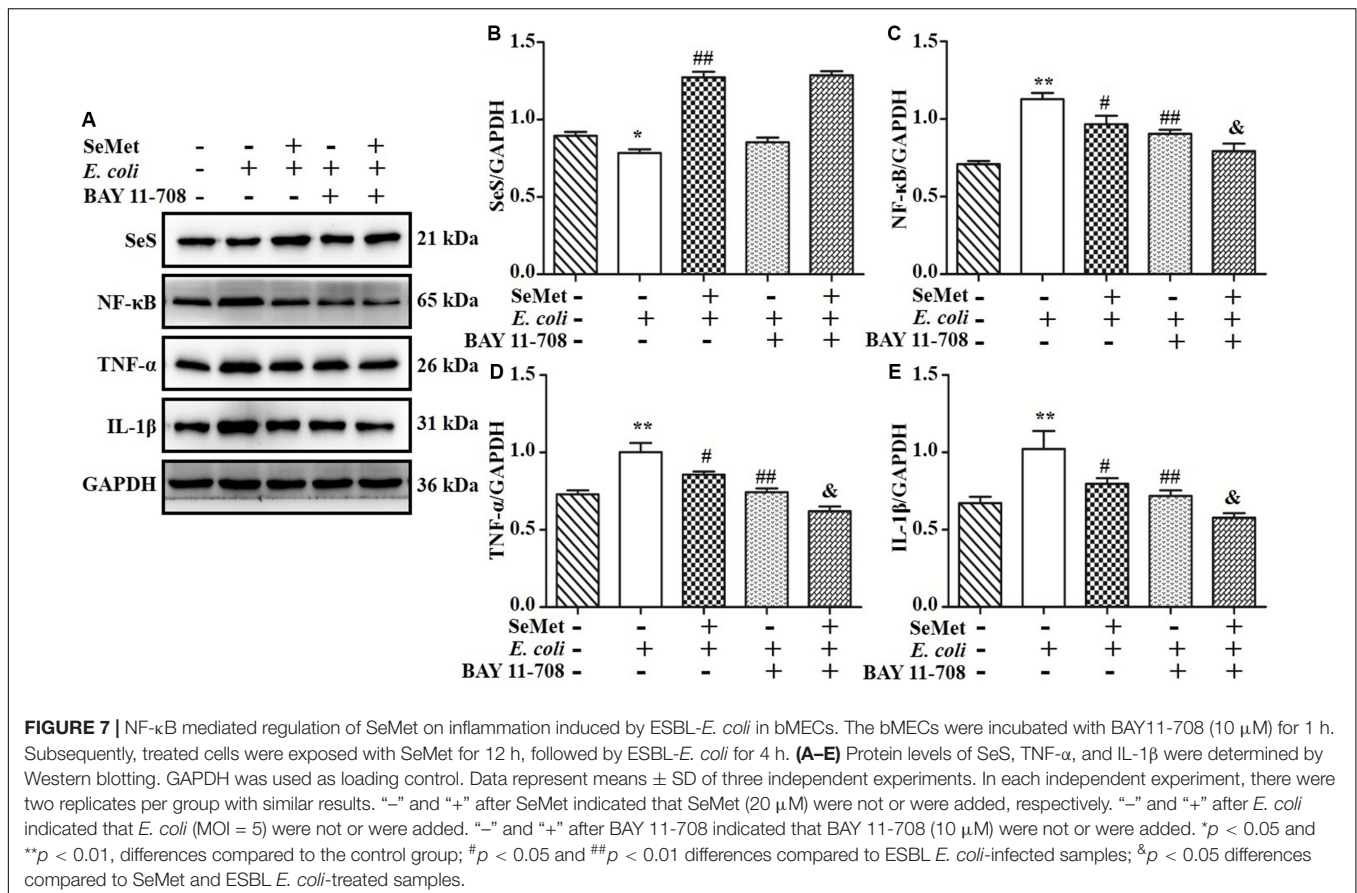 A
SeMet - - + - +
E. coli - + + + +
BAY 11-708 - - - + +
SeS 21 kDa
NF-κB 65 kDa
TNF-α 26 kDa
IL-1β 31 kDa
GAPDH 36 kDa
B
SeS/GAPDH
1.5
1.0
0.5
0.0
* ##
SeMet - - + - +
E. coli - + + + +
BAY 11-708 - - - + +
C
NF-κB/GAPDH
1.5
1.0
0.5
0.0
** # ## &
SeMet - - + - +
E. coli - + + + +
BAY 11-708 - - - + +
D
TNF-α/GAPDH
1.5
1.0
0.5
0.0
** # ## &
SeMet - - + - +
E. coli - + + + +
BAY 11-708 - - - + +
E
IL-1β/GAPDH
1.5
1.0
0.5
0.0
** # ## &
SeMet - - + - +
E. coli - + + + +
BAY 11-708 - - - + +
FIGURE 7 | NF-κB mediated regulation of SeMet on inflammation induced by ESBL-E. coli in bMECs. The bMECs were incubated with BAY11-708 (10 μM) for 1 h.
Subsequently, treated cells were exposed with SeMet for 12 h, followed by ESBL-E. coli for 4 h. (A–E) Protein levels of SeS, TNF-α, and IL-1β were determined by
Western blotting. GAPDH was used as loading control. Data represent means ± SD of three independent experiments. In each independent experiment, there were
two replicates per group with similar results. “–” and “+” after SeMet indicated that SeMet (20 μM) were not or were added, respectively. “–” and “+” after E. coli
indicated that E. coli (MOI = 5) were not or were added. “–” and “+” after BAY 11-708 indicated that BAY 11-708 (10 μM) were not or were added. *p < 0.05 and
**p < 0.01, differences compared to the control group; #p < 0.05 and ##p < 0.01 differences compared to ESBL E. coli-infected samples; &p < 0.05 differences
compared to SeMet and ESBL E. coli-treated samples.